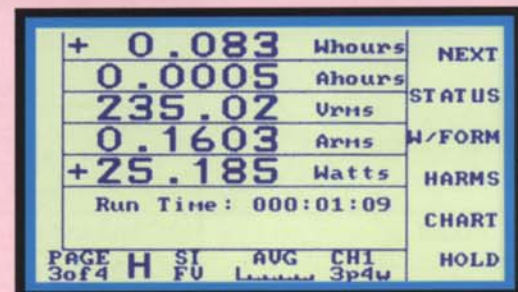 + 0.083 Whours
0.0005 Ahours
235.02 Vrms
0.1603 Arms
+25.185 Watts
Run Time: 000:01:09
PAGE 3of4 H SI FV AVG CH1 3p4w
NEXT
STATUS
W/FORM
HARMS
CHART
HOLD